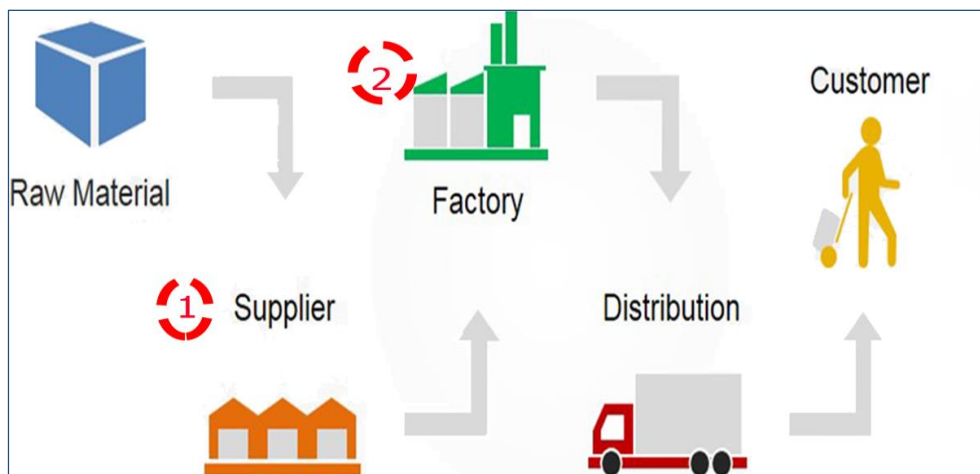 Raw Material
1
Supplier
2
Factory
Distribution
Customer